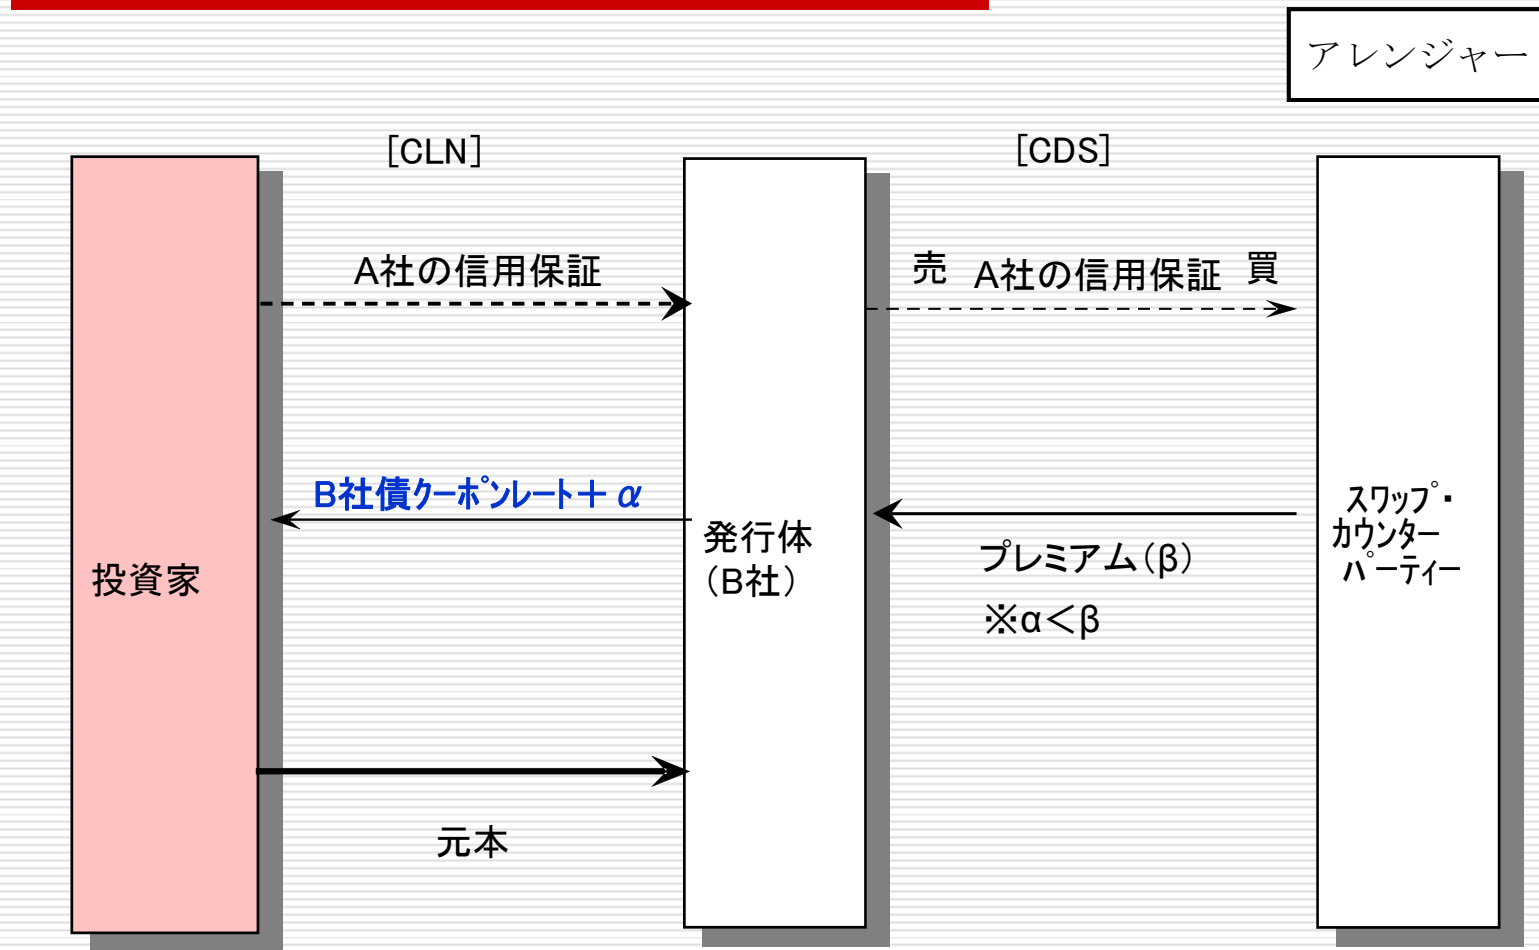 アレンジャー
[CLN]
[CDS]
A社の信用保証
売 A社の信用保証 買
B社債クーポンレート＋α
プレミアム（β）
※α＜β
投資家
発行体
（B社）
スワップ・
カウンター
パーティー
元本